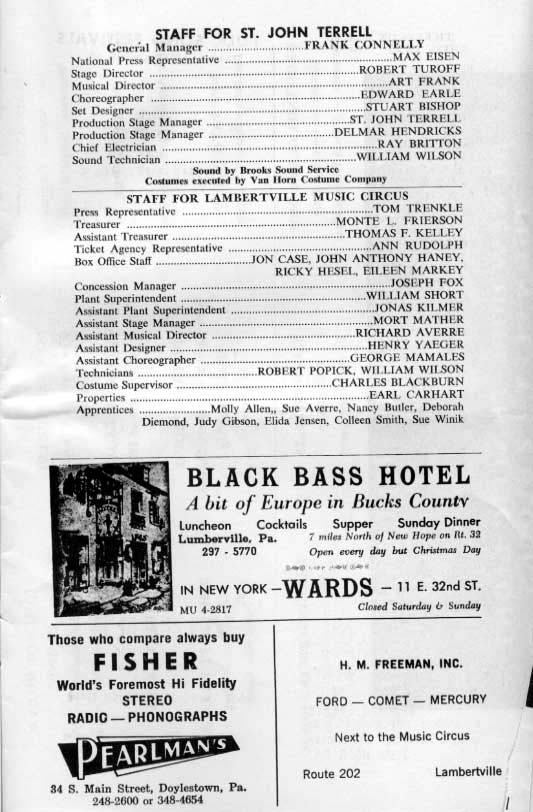 STAFF FOR ST. JOHN TERRELL
General Manager ..............................FRANK CONNELLY
National Press Representative ..............................MAX EISEN
Stage Director ..............................ROBERT TUROFF
Musical Director ..............................ART FRANK
Choreographer ..............................EDWARD EARLE
Set Designer ..............................STUART BISHOP
Production Stage Manager ..............................ST. JOHN TERRELL
Production Stage Manager ..............................DELMAR HENDRICKS
Chief Electrician ..............................RAY BRITTON
Sound Technician ..............................WILLIAM WILSON
Sound by Brooks Sound Service
Costumes executed by Van Horn Costume Company
STAFF FOR LAMBERTVILLE MUSIC CIRCUS
Press Representative ..............................TOM TRENKLE
Treasurer ..............................MONTE L. FRIERSON
Assistant Treasurer ..............................THOMAS F. KELLEY
Ticket Agency Representative ..............................ANN RUDOLPH
Box Office Staff ....................JON CASE, JOHN ANTHONY HANEY,
RICKY HESEL, EILEEN MARKEY
Concession Manager ..............................JOSEPH FOX
Plant Superintendent ..............................WILLIAM SHORT
Assistant Plant Superintendent ..............................JONAS KILMER
Assistant Stage Manager ..............................MORT MATHER
Assistant Musical Director ..............................RICHARD AVERRE
Assistant Designer ..............................HENRY YAEGER
Assistant Choreographer ..............................GEORGE MAMALES
Technicians ..............................ROBERT POPICK, WILLIAM WILSON
Costume Supervisor ..............................CHARLES BLACKBURN
Properties ..............................EARL CARHART
Apprentices ..................Molly Allen,, Sue Averre, Nancy Butler, Deborah
Diemond, Judy Gibson, Elida Jensen, Colleen Smith, Sue Winik
BLACK BASS HOTEL
A bit of Europe in Bucks County
Luncheon Cocktails Supper Sunday Dinner
Lumberville, Pa. 7 miles North of New Hope on Rt. 32
297 - 5770 Open every day but Christmas Day
IN NEW YORK — WARDS — 11 E. 32nd ST.
MU 4-2817 Closed Saturday & Sunday
Those who compare always buy
FISHER
World's Foremost Hi Fidelity
STEREO
RADIO — PHONOGRAPHS
PEARLMAN'S
34 S. Main Street, Doylestown, Pa.
248-2600 or 348-4654
H. M. FREEMAN, INC.
FORD — COMET — MERCURY
Next to the Music Circus
Route 202 Lambertville